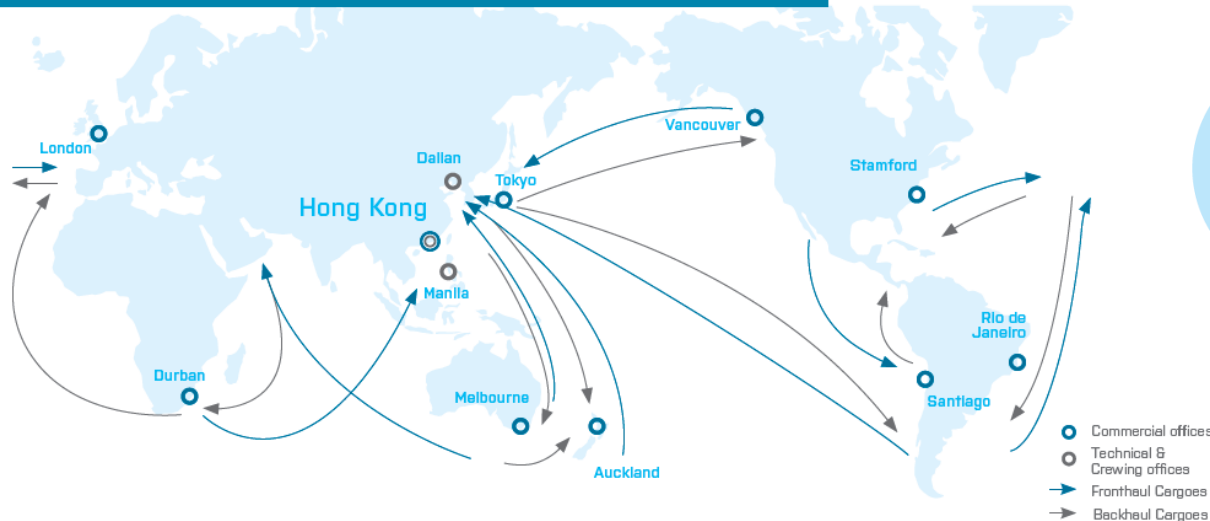 London
Dalian
Tokyo
Vancouver
Stamford
Hong Kong
Manila
Durban
Melbourne
Auckland
Rio de
Janeiro
Santiago
Commercial offices
Technical &
Crewing offices
Fronthaul Cargoes
Backhaul Cargoes